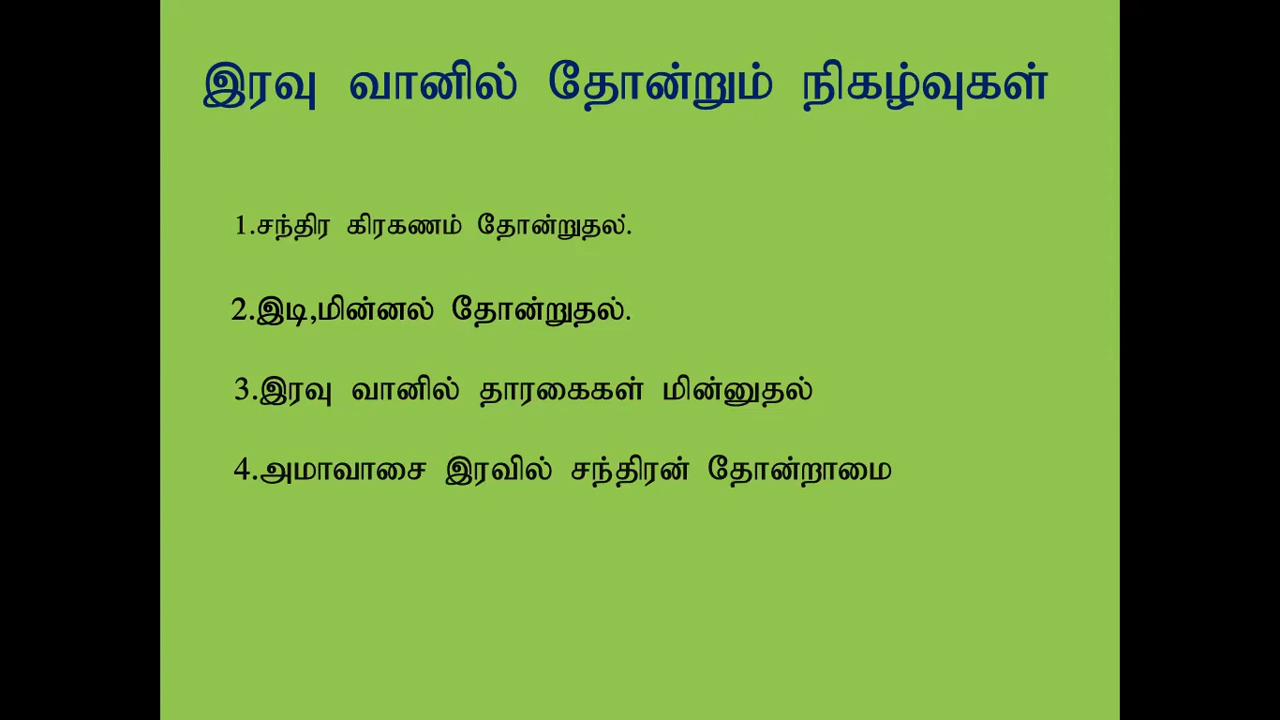 இரவு வானில் தோன்றும் நிகழ்வுகள்
1.சந்திர கிரகணம் தோன்றுதல்.
2.இடி,மின்னல் தோன்றுதல்.
3.இரவு வானில் தாரகைகள் மின்னுதல்
4.அமாவாசை இரவில் சந்திரன் தோன்றாமை